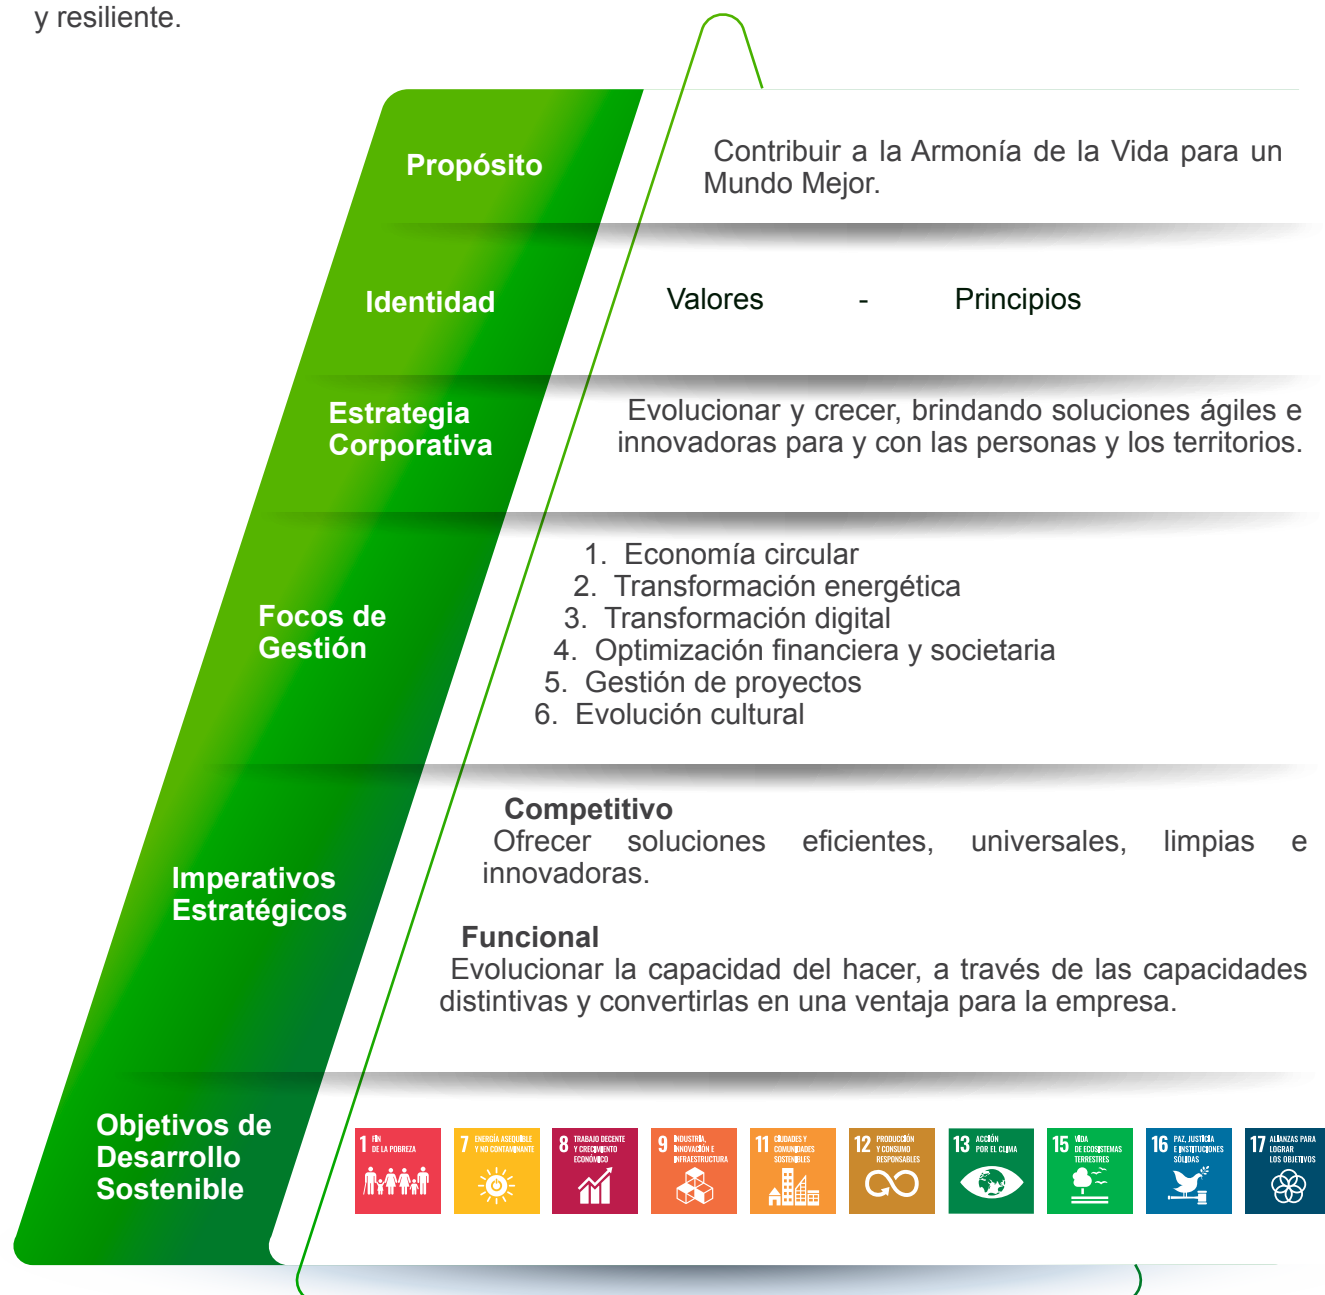 y resiliente.
Propósito
Contribuir a la Armonía de la Vida para un
Mundo Mejor.
Identidad
Valores - Principios
Estrategia
Corporativa
Evolucionar y crecer, brindando soluciones ágiles e
innovadoras para y con las personas y los territorios.
Focos de
Gestión
1. Economía circular
2. Transformación energética
3. Transformación digital
4. Optimización financiera y societaria
5. Gestión de proyectos
6. Evolución cultural
Imperativos
Estratégicos
Competitivo
Ofrecer soluciones eficientes, universales, limpias e
innovadoras.
Funcional
Evolucionar la capacidad del hacer, a través de las capacidades
distintivas y convertirlas en una ventaja para la empresa.
Objetivos de
Desarrollo
Sostenible
1 FIN
DE LA POBREZA
7 ENERGÍA ASEQUIBLE
Y NO CONTAMINANTE
8 TRABAJO DECENTE
Y CRECIMIENTO
ECONÓMICO
9 INDUSTRIA,
INNOVACIÓN E
INFRAESTRUCTURA
11 CIUDADES Y
COMUNIDADES
SOSTENIBLES
12 PRODUCCIÓN
Y CONSUMO
RESPONSABLES
13 ACCIÓN
POR EL CLIMA
15 VIDA
DE ECOSISTEMAS
TERRESTRES
16 PAZ, JUSTICIA
E INSTITUCIONES
SÓLIDAS
17 ALIANZAS PARA
LOGRAR
LOS OBJETIVOS